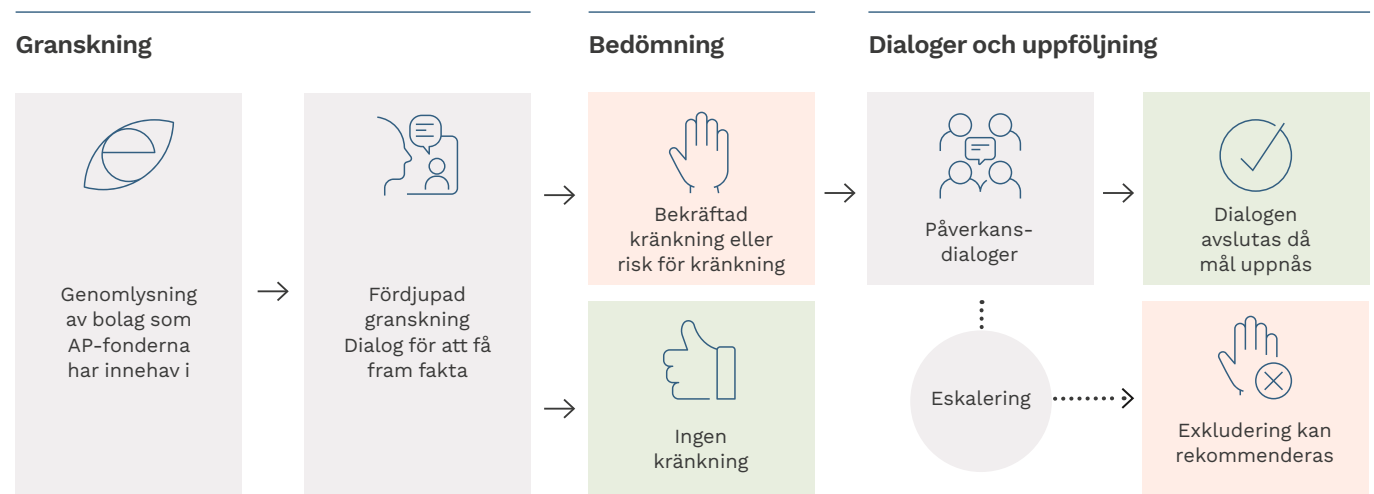 Granskning
Genomlysning
av bolag som
AP-fonderna
har innehav i
Fördjupad
granskning
Dialog för att få
fram fakta
Bedömning
Bekräftad
kränkning eller
risk för kränkning
Ingen
kränkning
Dialoger och uppföljning
Påverkans-
dialoger
Dialogen
avslutas då
mål uppnås
Eskalering
Exkludering kan
rekommenderas